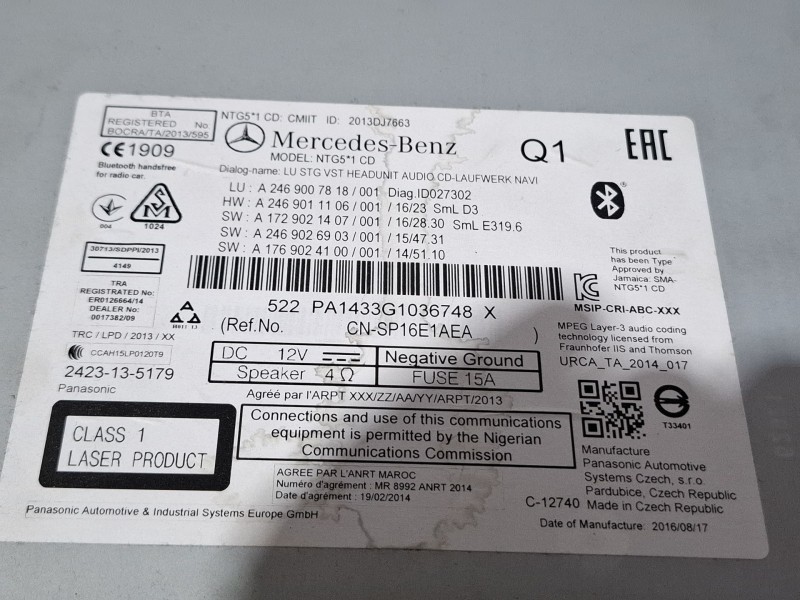 BTA
REGISTERED No:
BOCRA/TA/2013/595
NTG5*1 CD: CMIIT ID: 2013DJ7663
Mercedes-Benz
MODEL: NTG5*1 CD
Q1
EAC
CE1909
Bluetooth handsfree
for radio car.
Dialog-name: LU STG VST HEADUNIT AUDIO CD-LAUFWERK NAVI
LU : A 246 900 78 18 / 001 Diag.ID027302
HW : A 246 901 11 06 / 001 / 16/23 SmL D3
SW : A 172 902 14 07 / 001 / 16/28.30 SmL E319.6
SW : A 246 902 69 03 / 001 / 15/47.31
SW : A 176 902 41 00 / 001 / 14/51.10
004
1024
30713/SDPPI/2013
4149
TRA
REGISTERED No:
ER0126664/14
DEALER No:
0017382/09
This product
has been Type
Approved by
Jamaica: SMA-
NTG5*1 CD
MSIP-CRI-ABC-XXX
522 PA1433G1036748 X
(Ref.No. CN-SP16E1AEA )
TRC / LPD / 2013 / XX
CCAH15LP0120T9
2423-13-5179
Panasonic
DC 12V
Negative Ground
Speaker 4Ω
FUSE 15A
MPEG Layer-3 audio coding
technology licensed from
Fraunhofer IIS and Thomson
URCA_TA_2014_017
T33401
Agréé par l'ARPT XXX/ZZ/AA/YY/ARPT/2013
CLASS 1
LASER PRODUCT
Connections and use of this communications
equipment is permitted by the Nigerian
Communications Commission
AGREE PAR L'ANRT MAROC
Numéro d'agrément: MR 8992 ANRT 2014
Date d'agrément: 19/02/2014
Manufacture
Panasonic Automotive
Systems Czech, s.r.o.
Pardubice, Czech Republic
C-12740 Made in Czech Republic
Date of Manufacture: 2016/08/17
Panasonic Automotive & Industrial Systems Europe GmbH